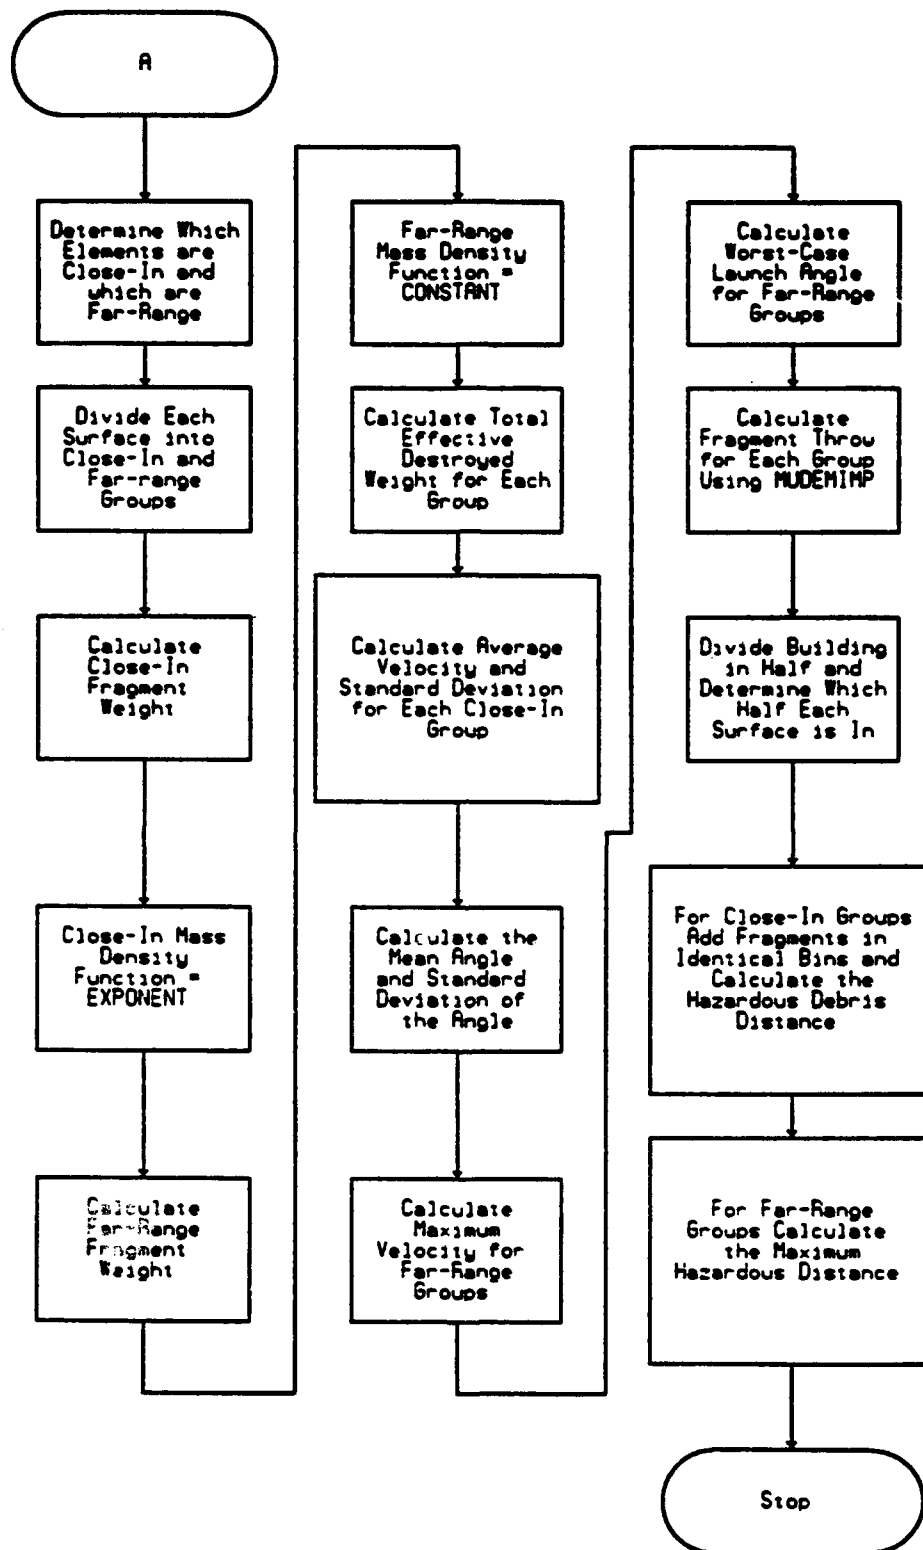 A
Determine Which
Elements are
Close-In and
which are
Far-Range
Divide Each
Surface into
Close-In and
Far-range
Groups
Calculate
Close-In
Fragment
Weight
Close-In Mass
Density
Function =
EXPONENT
Calculate
Far-Range
Fragment
Weight
Far-Range
Mass Density
Function =
CONSTANT
Calculate Total
Effective
Destroyed
Weight for Each
Group
Calculate Average
Velocity and
Standard Deviation
for Each Close-In
Group
Calculate the
Mean Angle
and Standard
Deviation of
the Angle
Calculate
Maximum
Velocity for
Far-Range
Groups
Calculate
Worst-Case
Launch Angle
for Far-Range
Groups
Calculate
Fragment Throw
for Each Group
Using MUDEMIMP
Divide Building
in Half and
Determine Which
Half Each
Surface is In
For Close-In Groups
Add Fragments in
Identical Bins and
Calculate the
Hazardous Debris
Distance
For Far-Range
Groups Calculate
the Maximum
Hazardous Distance
Stop